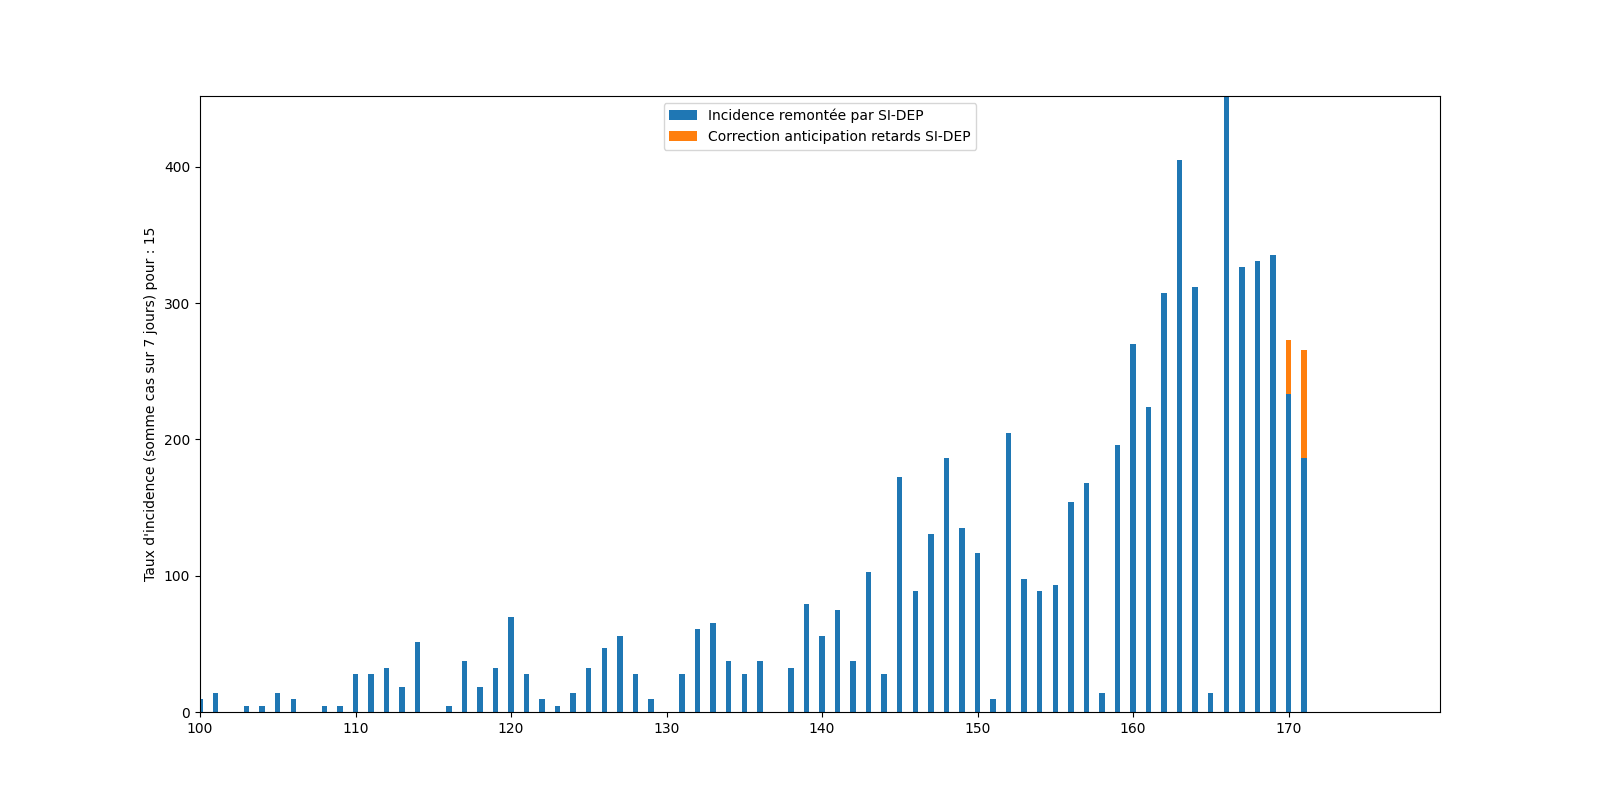 Incidence remontée par SI-DEP
Correction anticipation retards SI-DEP
Taux d'incidence (somme cas sur 7 jours) pour : 15
400
300
200
100
0
100 110 120 130 140 150 160 170